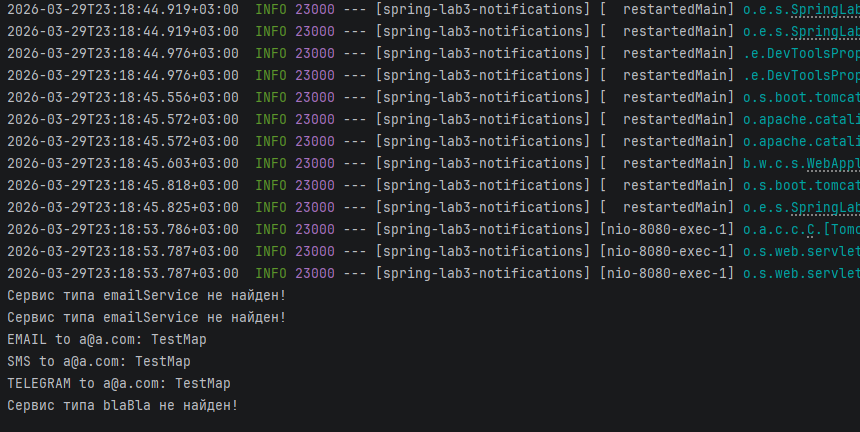 2026-03-29T23:18:44.919+03:00  INFO 23000 --- [spring-lab3-notifications] [  restartedMain] o.e.s.SpringLab
2026-03-29T23:18:44.919+03:00  INFO 23000 --- [spring-lab3-notifications] [  restartedMain] o.e.s.SpringLab
2026-03-29T23:18:44.976+03:00  INFO 23000 --- [spring-lab3-notifications] [  restartedMain] .e.DevToolsProp
2026-03-29T23:18:44.976+03:00  INFO 23000 --- [spring-lab3-notifications] [  restartedMain] .e.DevToolsProp
2026-03-29T23:18:45.556+03:00  INFO 23000 --- [spring-lab3-notifications] [  restartedMain] o.s.boot.tomcat
2026-03-29T23:18:45.572+03:00  INFO 23000 --- [spring-lab3-notifications] [  restartedMain] o.apache.catali
2026-03-29T23:18:45.572+03:00  INFO 23000 --- [spring-lab3-notifications] [  restartedMain] o.apache.catali
2026-03-29T23:18:45.603+03:00  INFO 23000 --- [spring-lab3-notifications] [  restartedMain] b.w.c.s.WebAppl
2026-03-29T23:18:45.818+03:00  INFO 23000 --- [spring-lab3-notifications] [  restartedMain] o.s.boot.tomcat
2026-03-29T23:18:45.825+03:00  INFO 23000 --- [spring-lab3-notifications] [  restartedMain] o.e.s.SpringLab
2026-03-29T23:18:53.786+03:00  INFO 23000 --- [spring-lab3-notifications] [nio-8080-exec-1] o.a.c.c.C.[Tomc
2026-03-29T23:18:53.787+03:00  INFO 23000 --- [spring-lab3-notifications] [nio-8080-exec-1] o.s.web.servlet
2026-03-29T23:18:53.787+03:00  INFO 23000 --- [spring-lab3-notifications] [nio-8080-exec-1] o.s.web.servlet
Сервис типа emailService не найден!
Сервис типа emailService не найден!
EMAIL to a@a.com: TestMap
SMS to a@a.com: TestMap
TELEGRAM to a@a.com: TestMap
Сервис типа blaBla не найден!